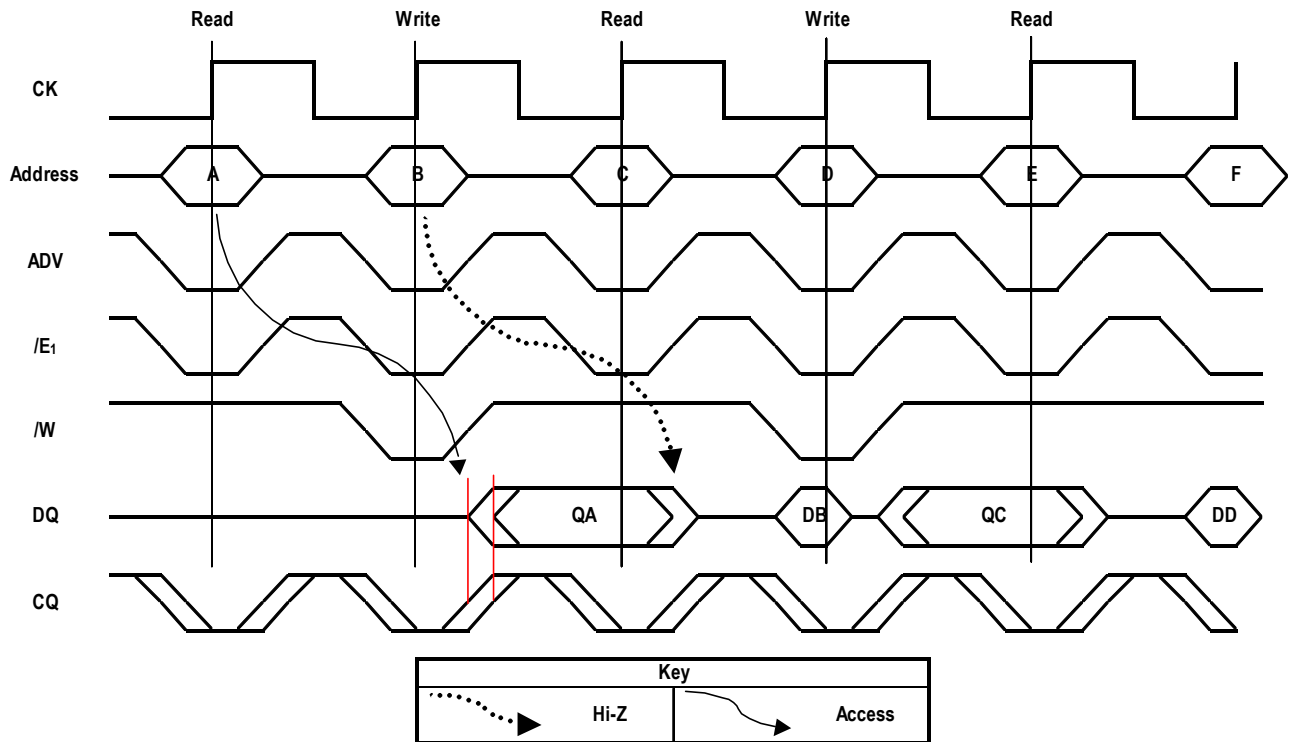 Read Write Read Write Read
CK
Address A B C D E F
ADV
/E1
/W
DQ QA DB QC DD
CQ
Key
Hi-Z Access